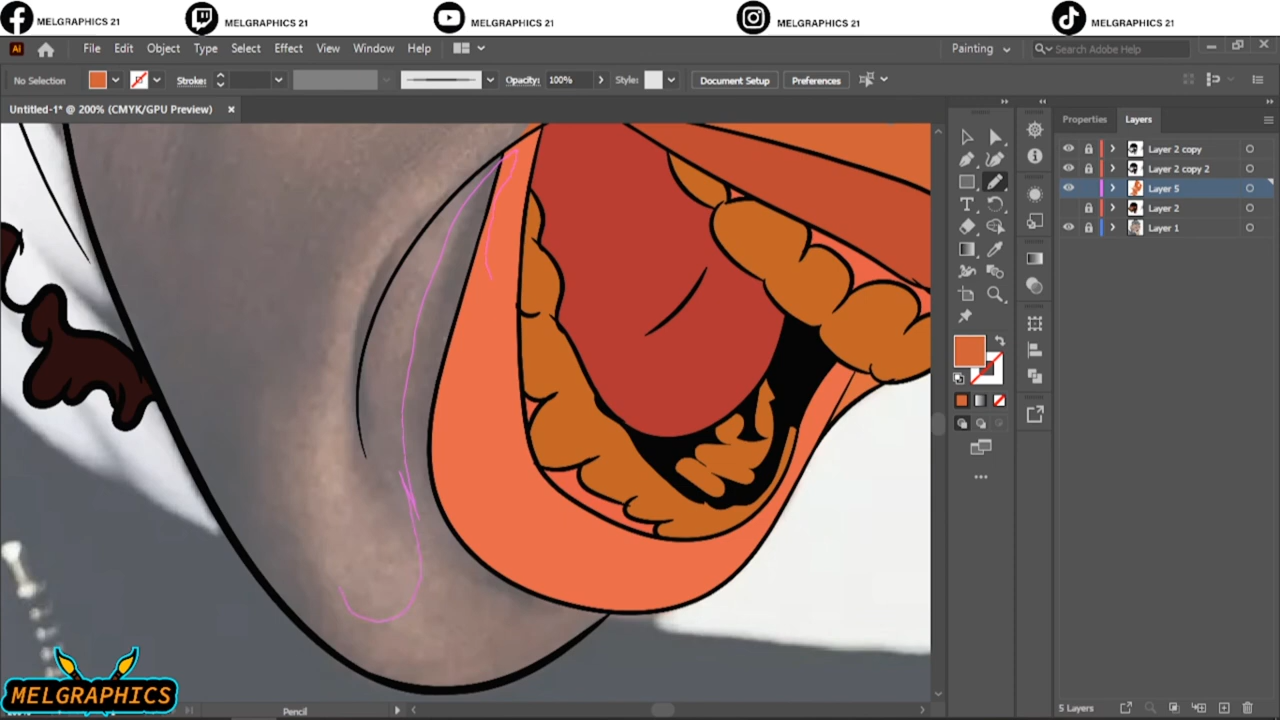 MELGRAPHICS 21
MELGRAPHICS 21
MELGRAPHICS 21
MELGRAPHICS 21
MELGRAPHICS 21
Ai File Edit Object Type Select Effect View Window Help Painting Search Adobe Help
No Selection Stroke: Opacity: 100% Style: Document Setup Preferences
Untitled-1* @ 200% (CMYK/GPU Preview)
Properties Layers
Layer 2 copy
Layer 2 copy 2
Layer 5
Layer 2
Layer 1
MELGRAPHICS
Pencil
5 Layers